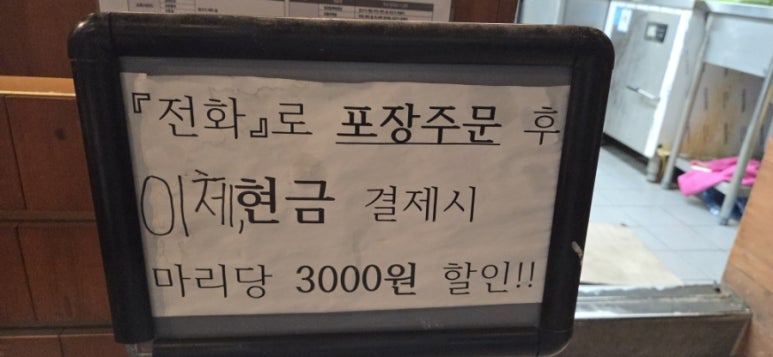 『전화』로 포장주문 후
이체,현금 결제시
마리당 3000원 할인!!